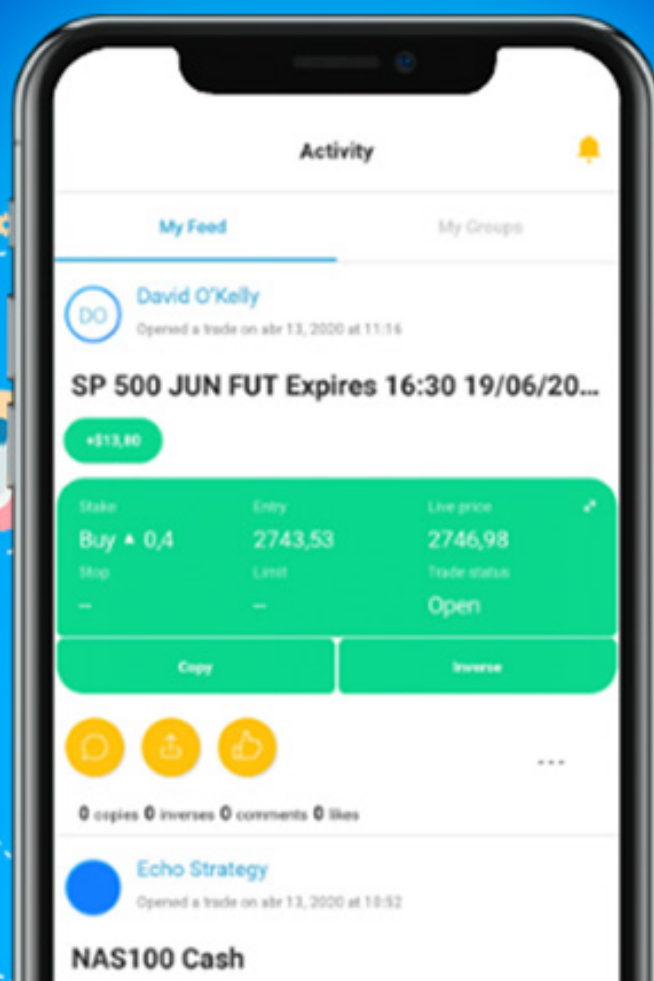 Activity
My Feed My Groups
DO
David O'Kelly
Opened a trade on abr 13, 2020 at 11:16
SP 500 JUN FUT Expires 16:30 19/06/20...
+$13,80
Stake Entry Live price
Buy ▲ 0,4 2743,53 2746,98
Stop Limit Trade status
-- -- Open
Copy Inverse
...
0 copies 0 inverses 0 comments 0 likes
Echo Strategy
Opened a trade on abr 13, 2020 at 10:52
NAS100 Cash